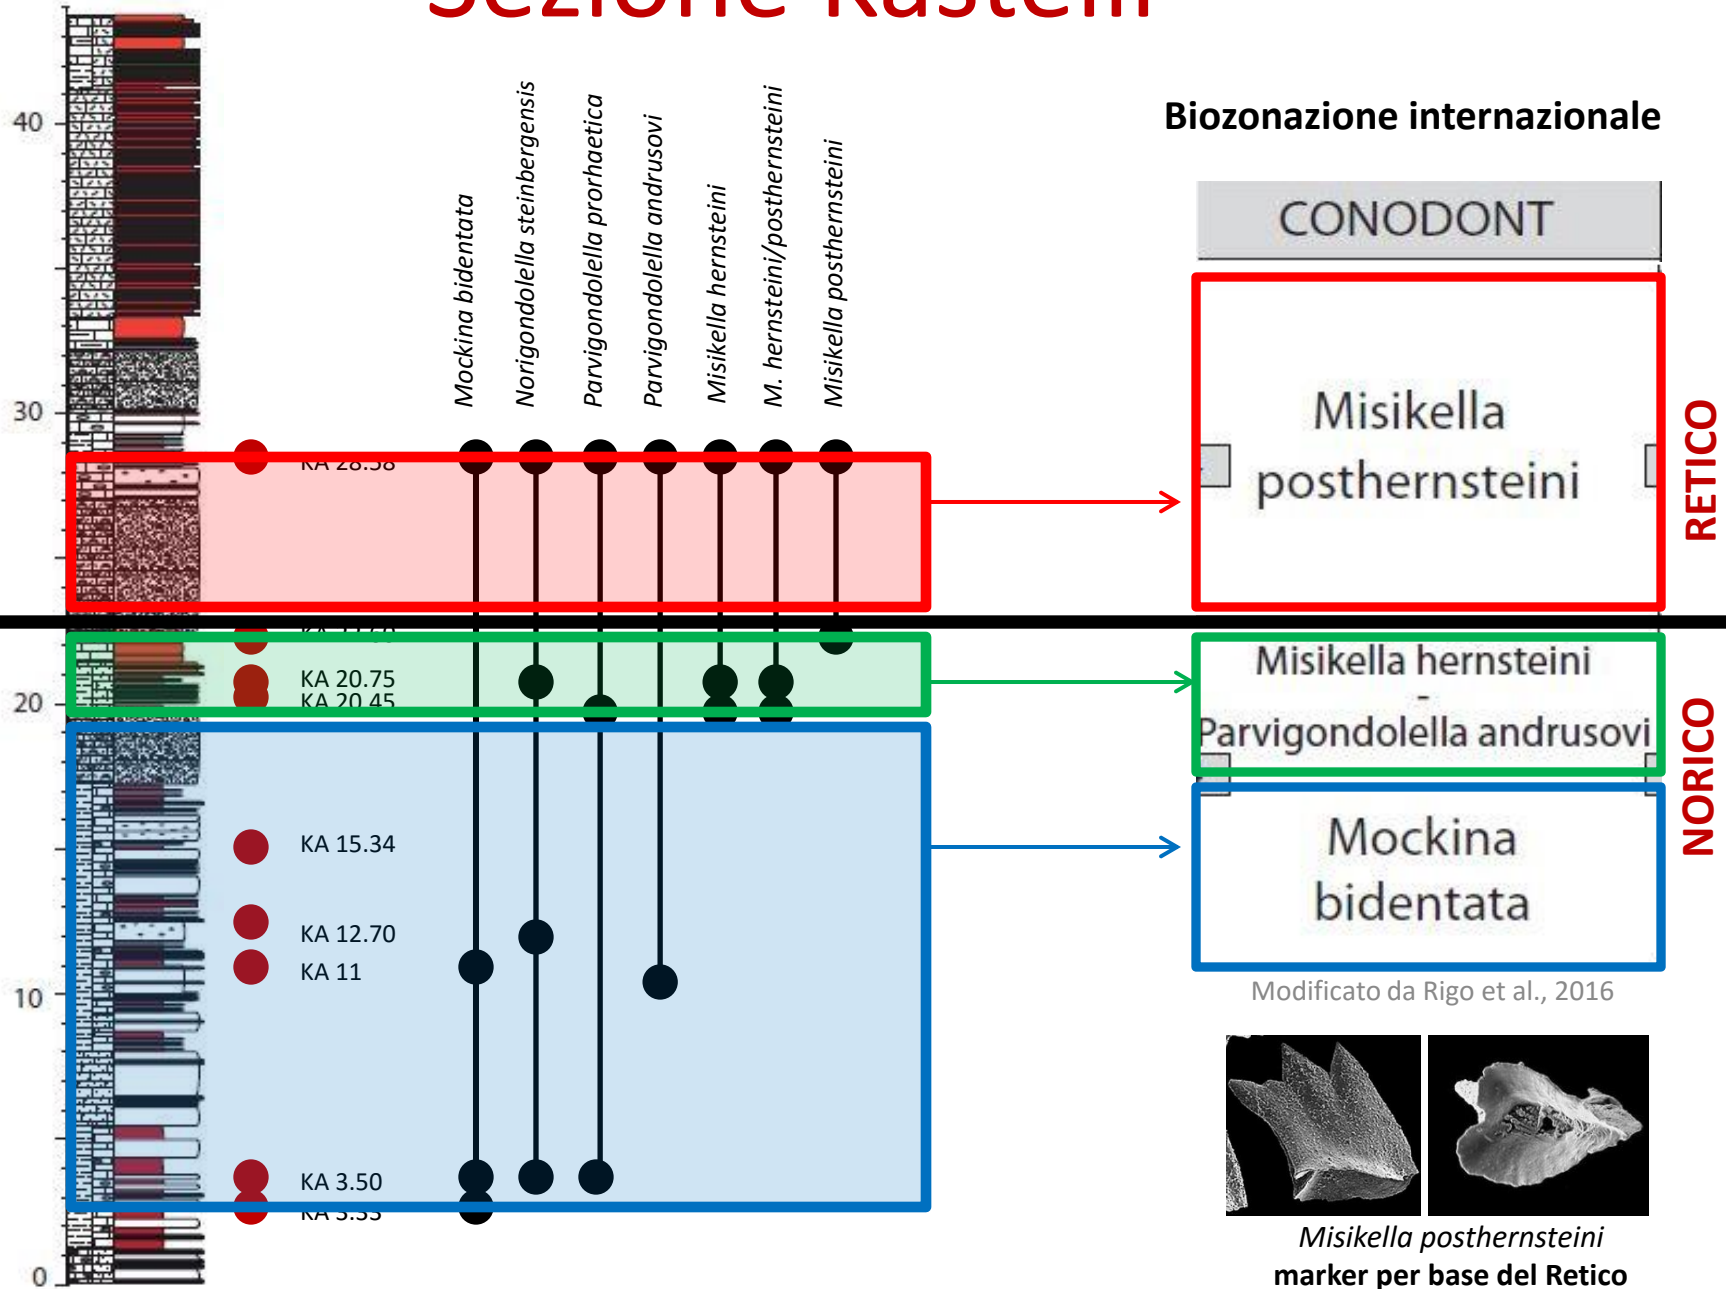 Sezione Kastelli
Mockina bidentata
Norigondolella steinbergensis
Parvigondolella prorhaetica
Parvigondolella andrusovi
Misikella hernsteini
M. hernsteini/posthernsteini
Misikella posthernsteini
Biozonazione internazionale
CONODONT
40
30
20
10
0
KA 28.58
KA 20.75
KA 20.45
KA 15.34
KA 12.70
KA 11
KA 3.50
KA 3.33
Misikella
posthernsteini
RETICO
Misikella hernsteini
-
Parvigondolella andrusovi
Mockina
bidentata
NORICO
Modificato da Rigo et al., 2016
Misikella posthernsteini
marker per base del Retico